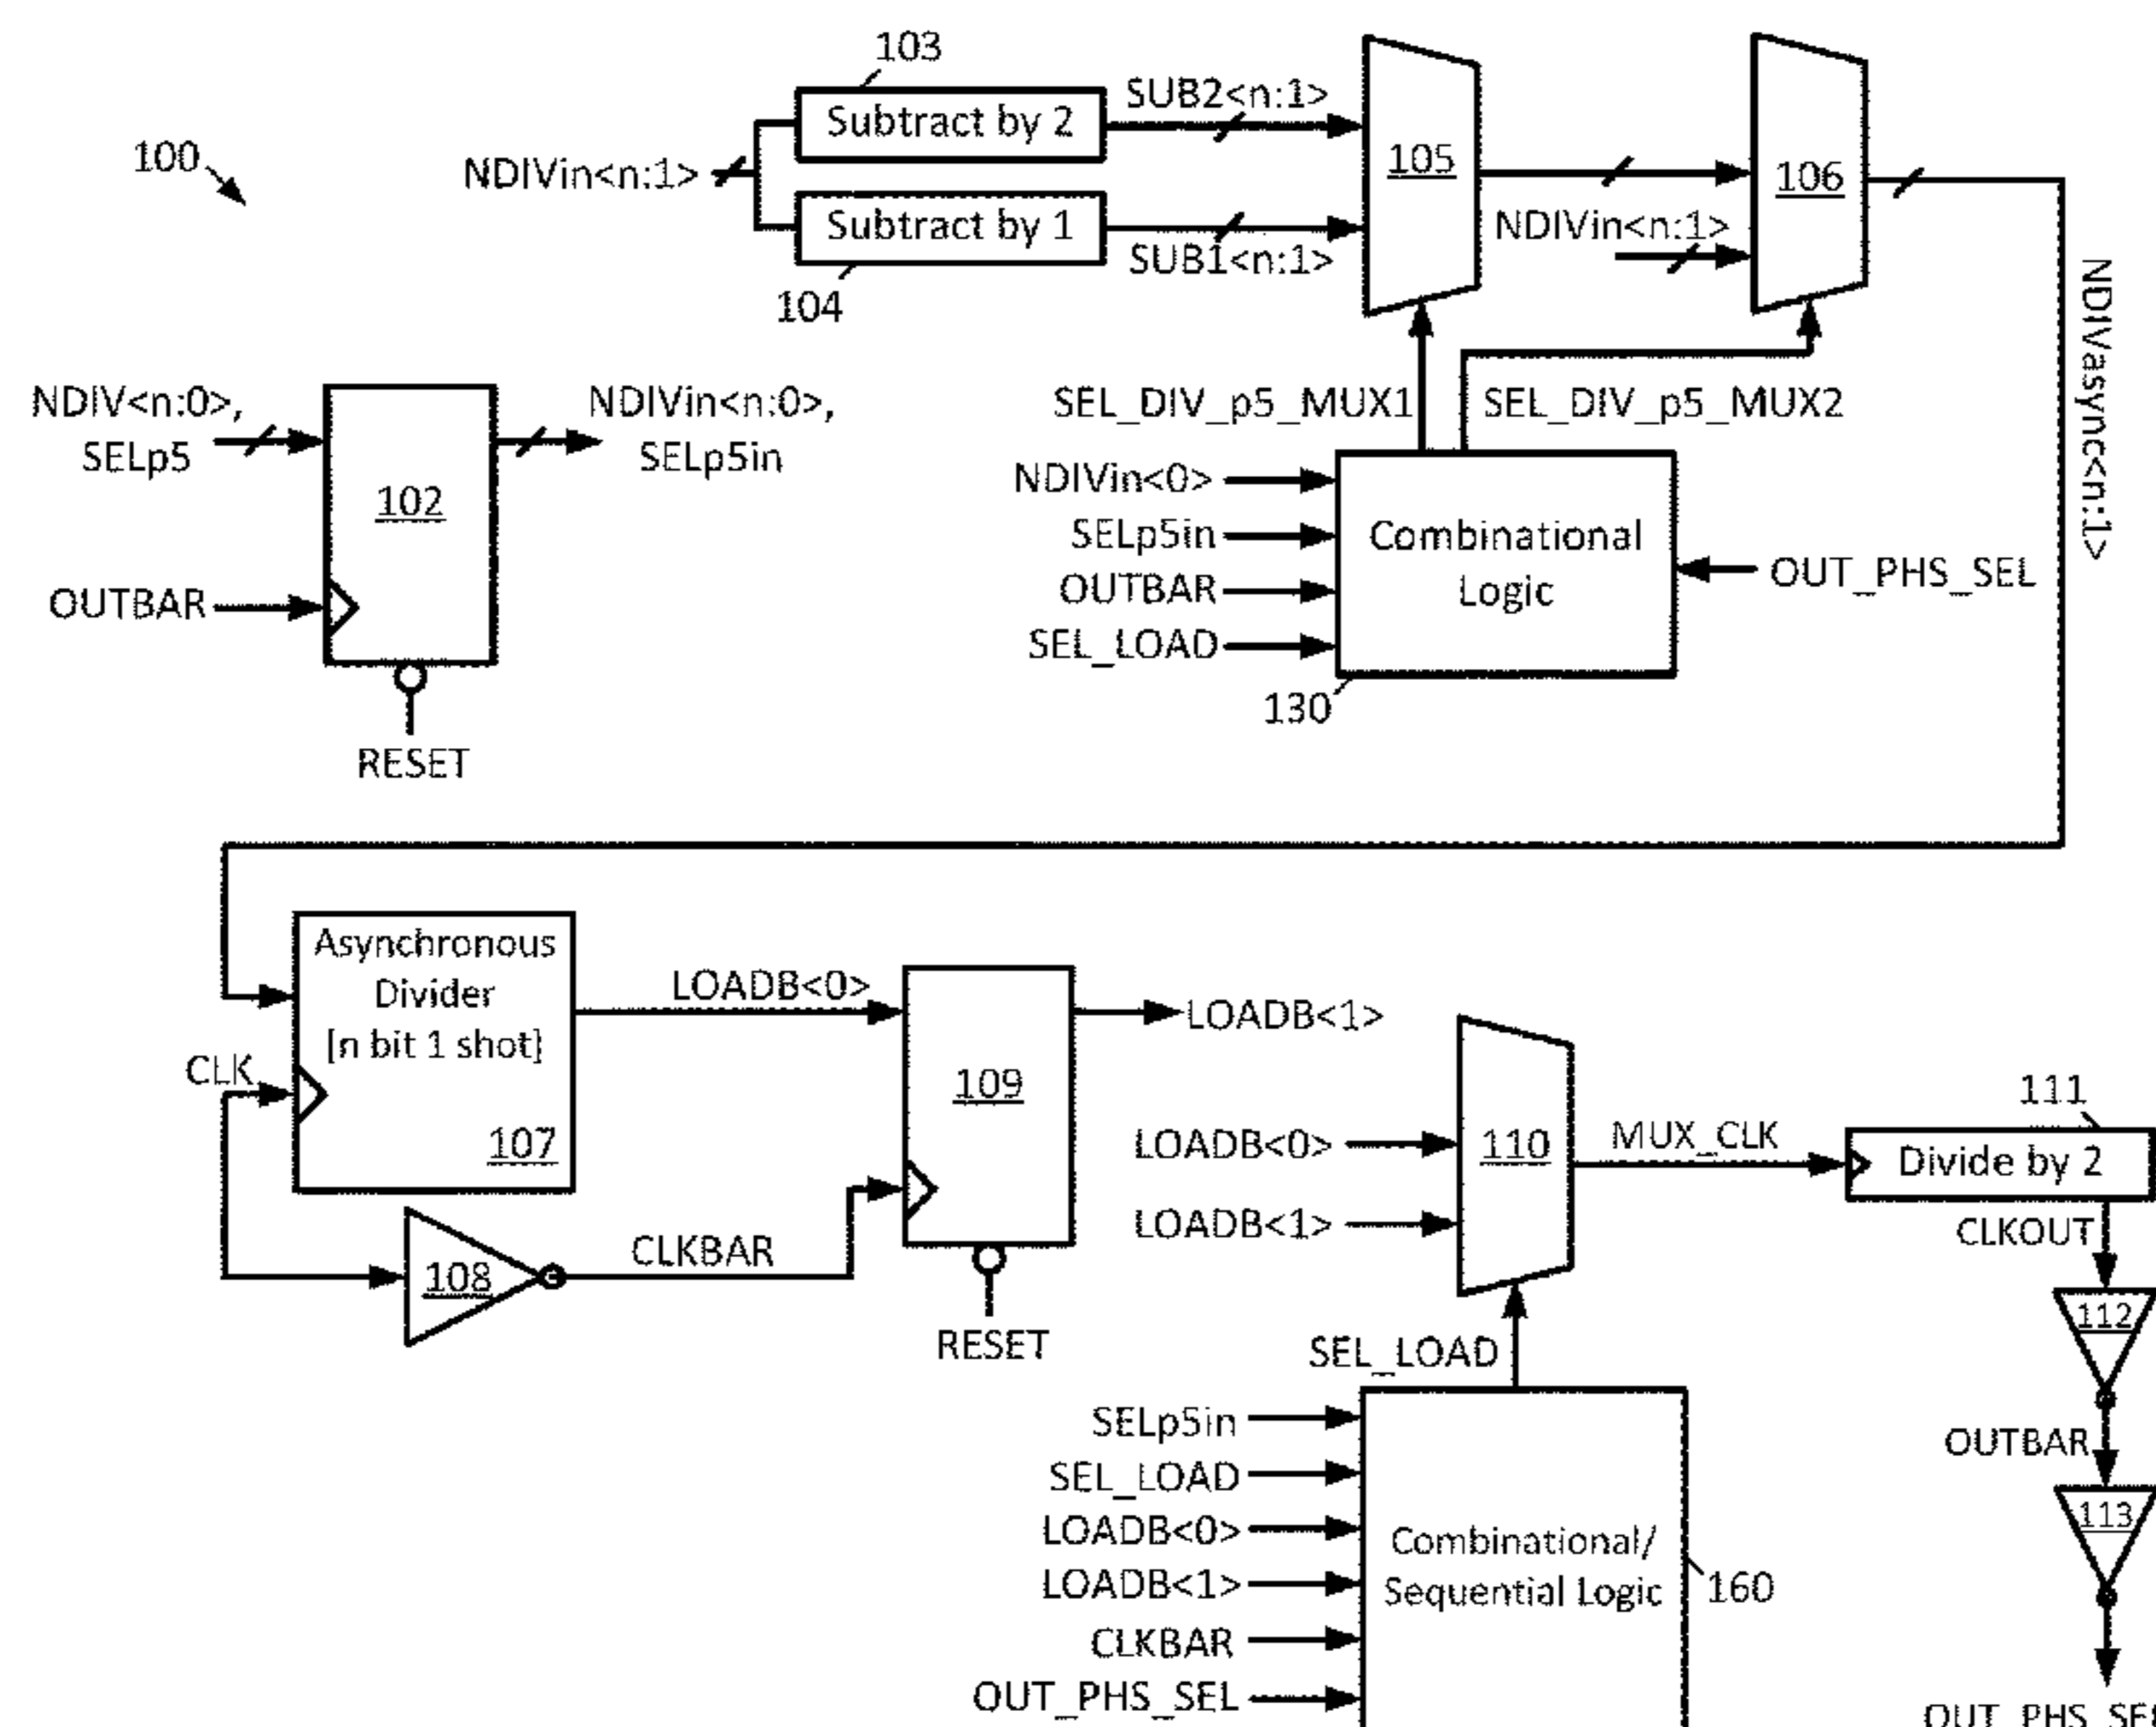 103
SUB2<n:1>
Subtract by 2
100
NDIVin<n:1>
105
106
Subtract by 1
NDIVin<n:1>
SUB1<n:1>
104
NDIVasync<n:1>
NDIV<n:0>,
SELp5
NDIVin<n:0>,
SELp5in
102
OUTBAR
RESET
SEL_DIV_p5_MUX1
SEL_DIV_p5_MUX2
NDIVin<0>
SELp5in
OUTBAR
SEL_LOAD
Combinational
Logic
OUT_PHS_SEL
130
Asynchronous
Divider
[n bit 1 shot]
107
CLK
LOADB<0>
LOADB<1>
109
108
CLKBAR
RESET
LOADB<0>
LOADB<1>
110
MUX_CLK
111
Divide by 2
CLKOUT
112
OUTBAR
113
SEL_LOAD
SELp5in
SEL_LOAD
LOADB<0>
LOADB<1>
CLKBAR
OUT_PHS_SEL
Combinational/
Sequential Logic
160